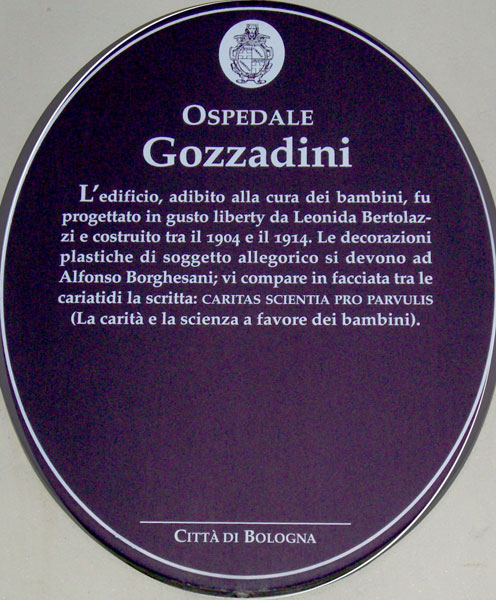 OSPEDALE
Gozzadini
L'edificio, adibito alla cura dei bambini, fu
progettato in gusto liberty da Leonida Bertolaz-
zi e costruito tra il 1904 e il 1914. Le decorazioni
plastiche di soggetto allegorico si devono ad
Alfonso Borghesani; vi compare in facciata tra le
cariatidi la scritta: CARITAS SCIENTIA PRO PARVULIS
(La carità e la scienza a favore dei bambini).
CITTÀ DI BOLOGNA